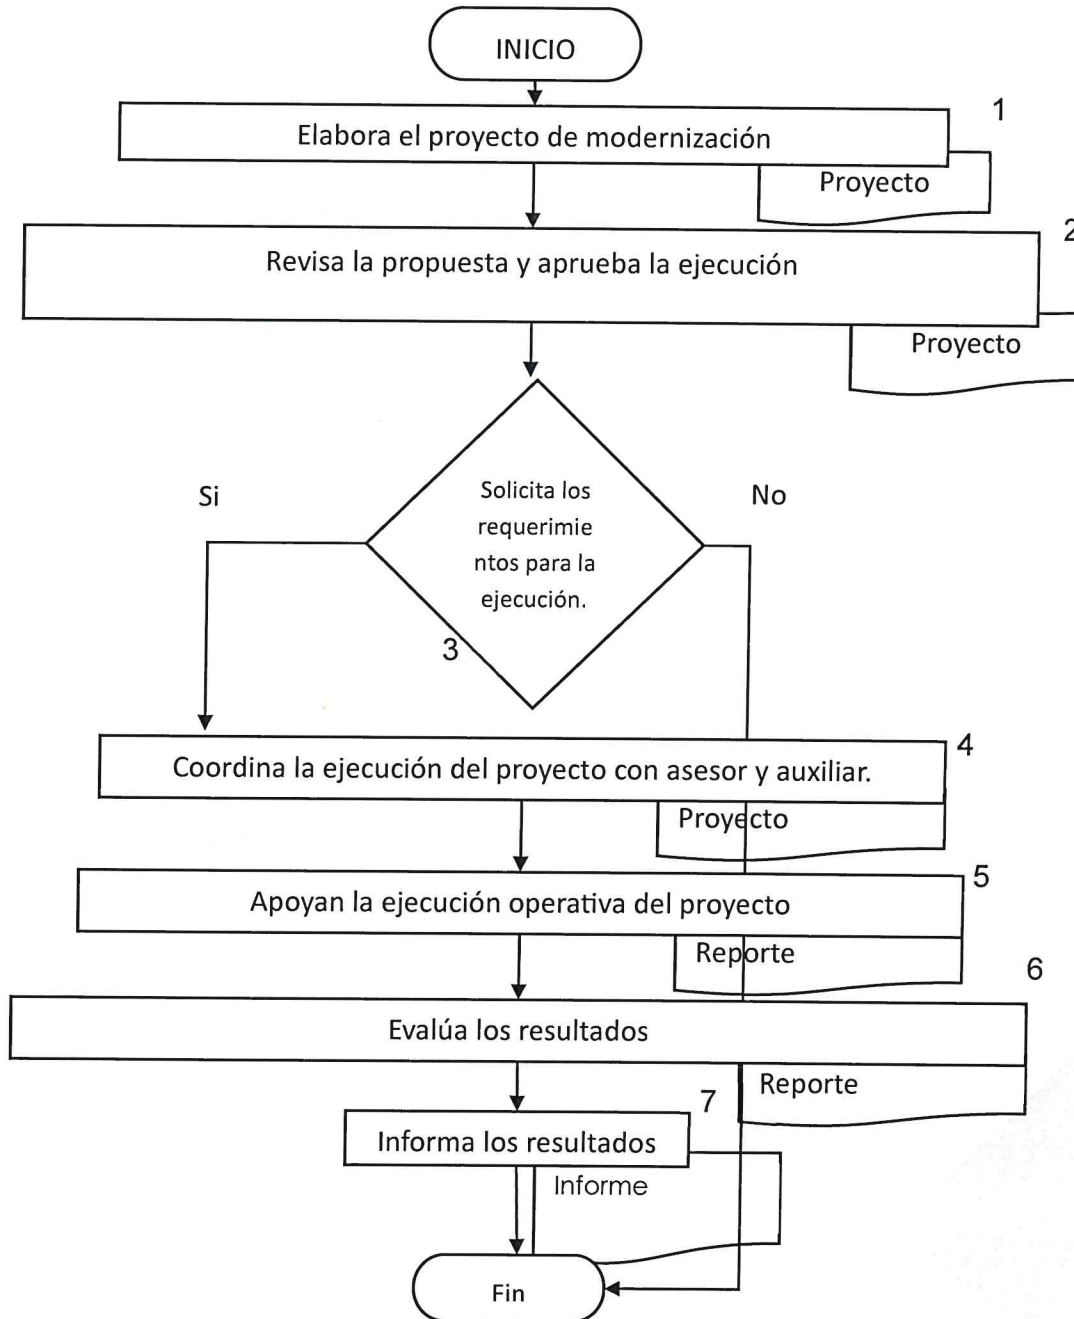 INICIO
1
Elabora el proyecto de modernización
Proyecto
2
Revisa la propuesta y aprueba la ejecución
Proyecto
Si
No
Solicita los
requerimie
ntos para la
ejecución.
3
4
Coordina la ejecución del proyecto con asesor y auxiliar.
Proyecto
5
Apoyan la ejecución operativa del proyecto
Reporte
6
Evalúa los resultados
Reporte
7
Informa los resultados
Informe
Fin